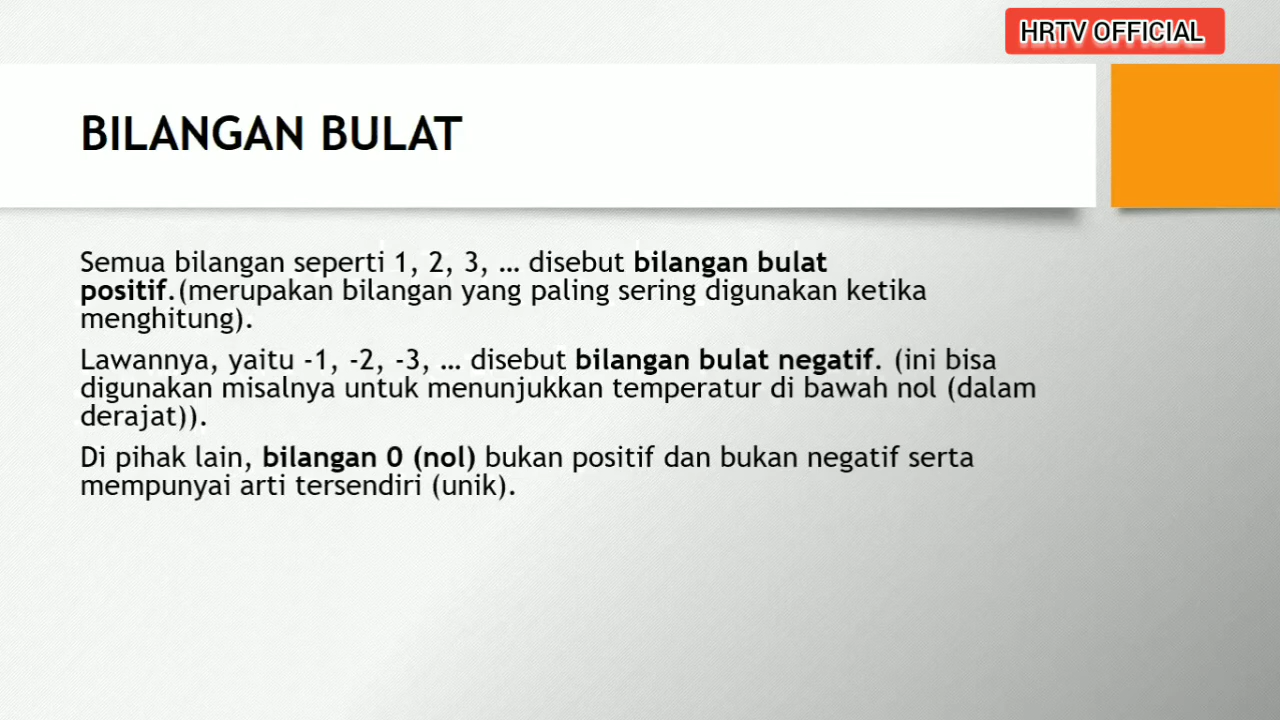 HRTV OFFICIAL
BILANGAN BULAT
Semua bilangan seperti 1, 2, 3, … disebut bilangan bulat
positif.(merupakan bilangan yang paling sering digunakan ketika
menghitung).
Lawannya, yaitu -1, -2, -3, … disebut bilangan bulat negatif. (ini bisa
digunakan misalnya untuk menunjukkan temperatur di bawah nol (dalam
derajat)).
Di pihak lain, bilangan 0 (nol) bukan positif dan bukan negatif serta
mempunyai arti tersendiri (unik).